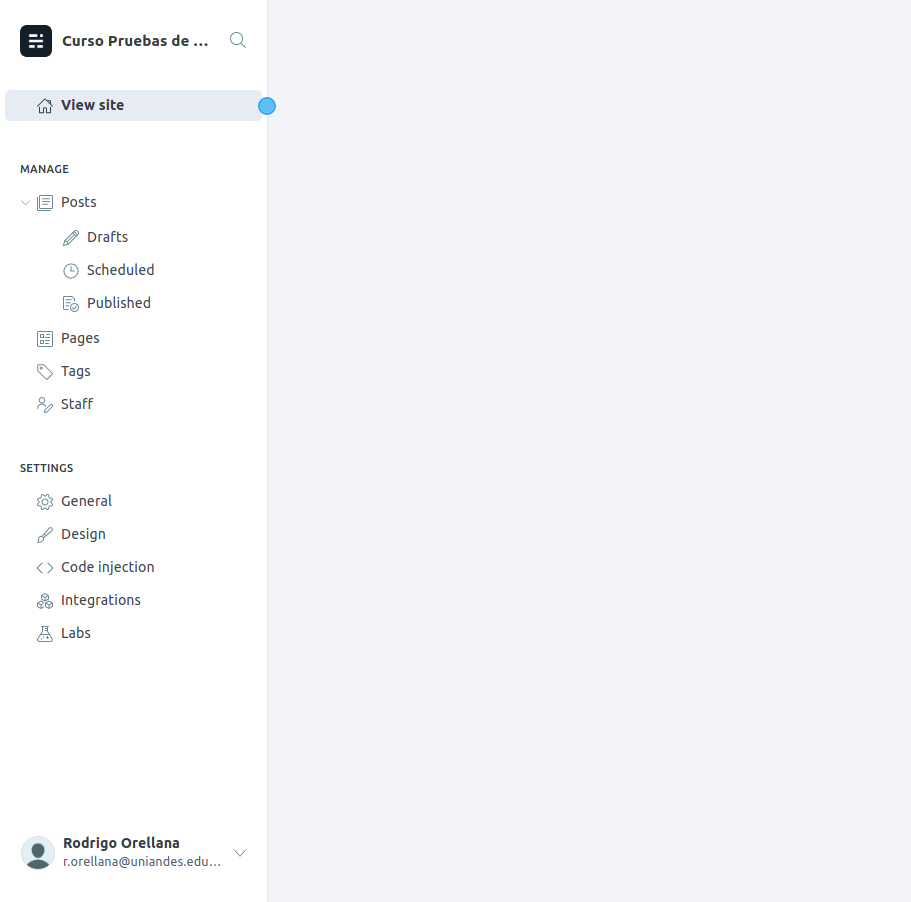 Curso Pruebas de ...
View site
MANAGE
Posts
Drafts
Scheduled
Published
Pages
Tags
Staff
SETTINGS
General
Design
Code injection
Integrations
Labs
Rodrigo Orellana
r.orellana@uniandes.edu...